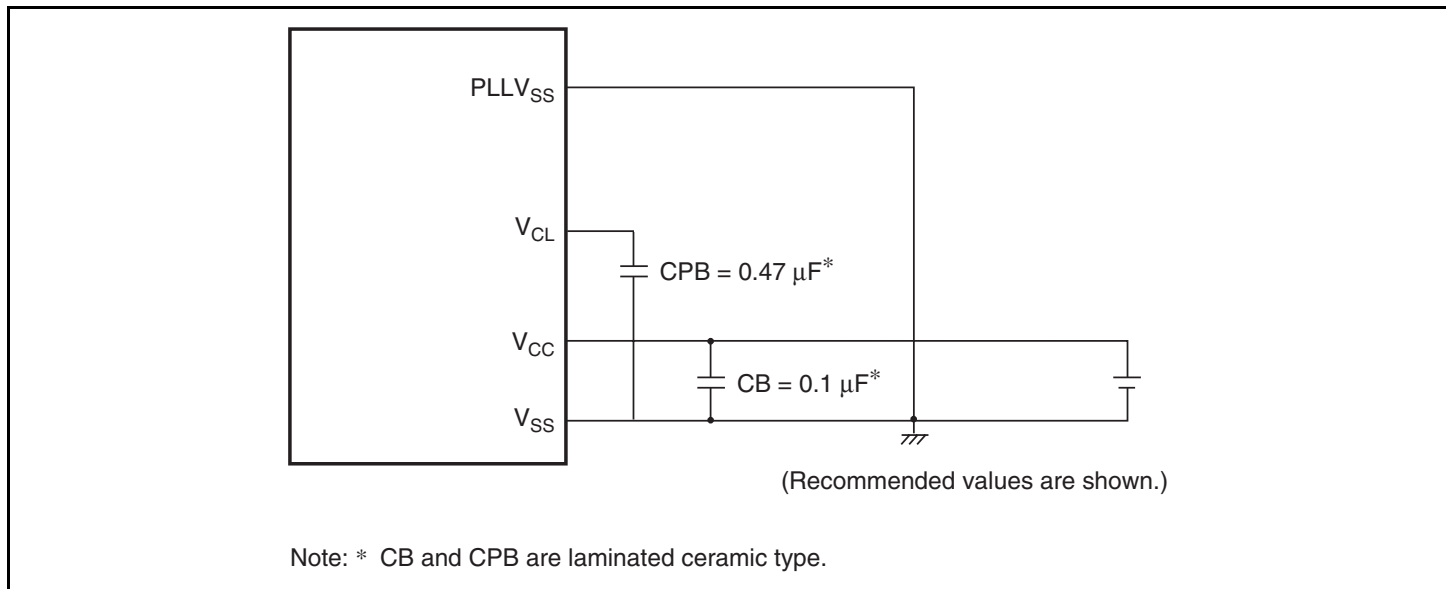 PLLVSS
VCL
CPB = 0.47 μF*
VCC
CB = 0.1 μF*
VSS
(Recommended values are shown.)
Note: * CB and CPB are laminated ceramic type.